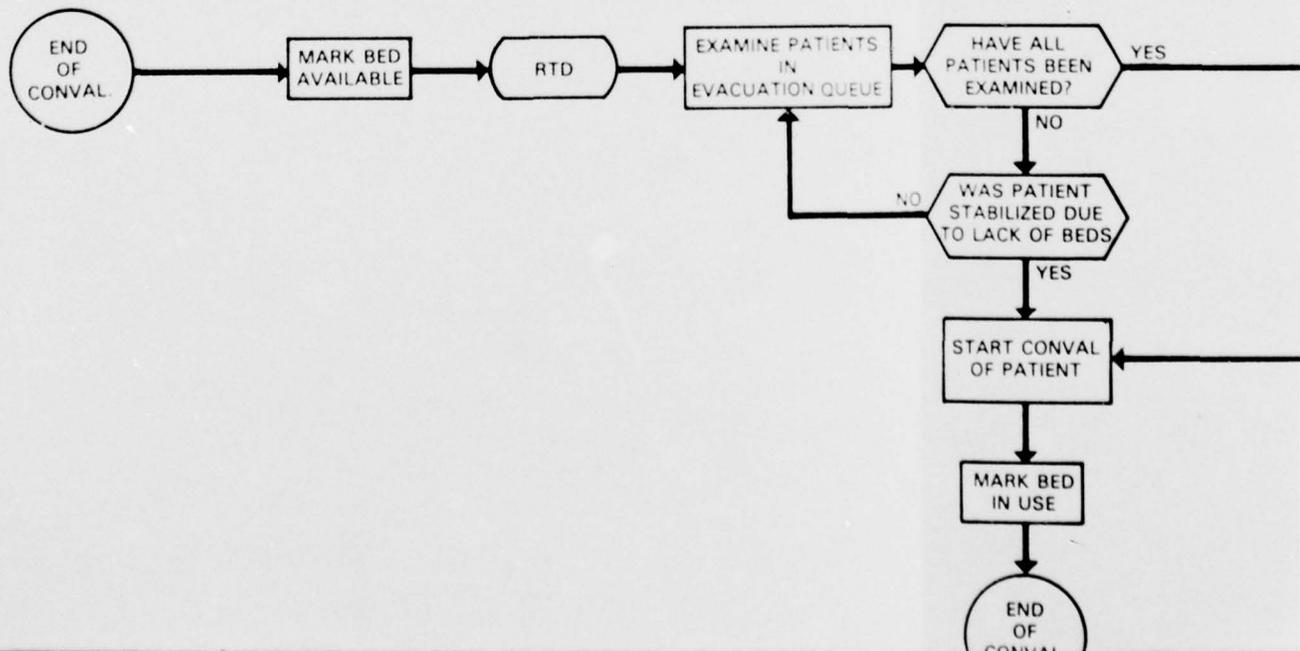 END
OF
CONVAL.
MARK BED
AVAILABLE
RTD
EXAMINE PATIENTS
IN
EVACUATION QUEUE
HAVE ALL
PATIENTS BEEN
EXAMINED?
YES
NO
WAS PATIENT
STABILIZED DUE
TO LACK OF BEDS
NO
YES
START CONVAL
OF PATIENT
MARK BED
IN USE
END
OF
CONVAL